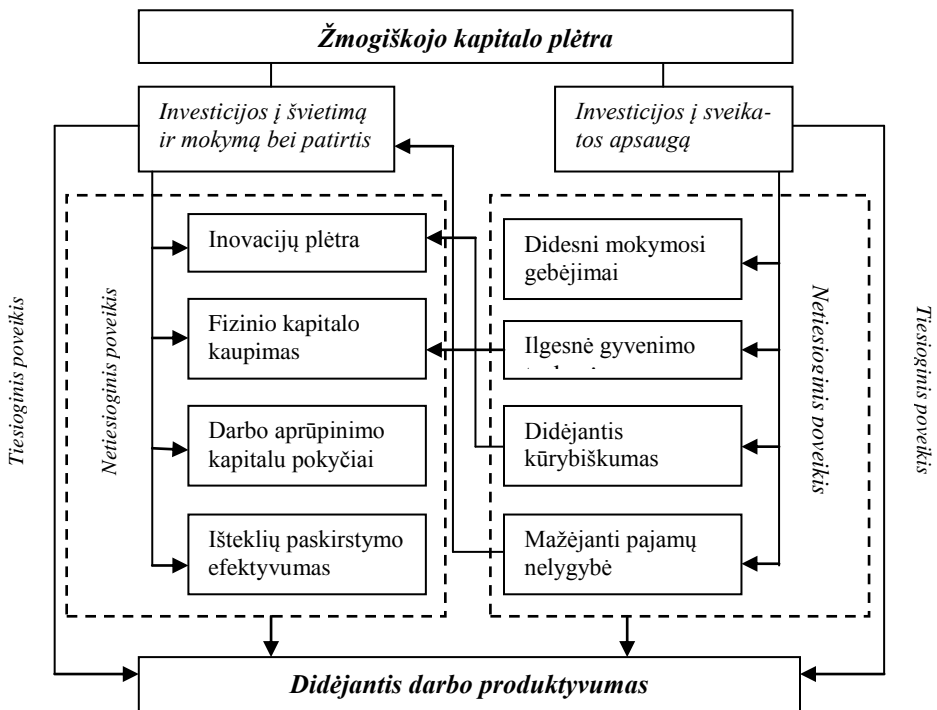 Žmogiškojo kapitalo plėtra
Investicijos į švietimą
ir mokymą bei patirtis
Investicijos į sveika-
tos apsaugą
Tiesioginis poveikis
Netiesioginis poveikis
Inovacijų plėtra
Fizinio kapitalo
kaupimas
Darbo aprūpinimo
kapitalu pokyčiai
Išteklių paskirstymo
efektyvumas
Didesni mokymosi
gebėjimai
Ilgesnė gyvenimo
Didėjantis
kūrybiškumas
Mažėjanti pajamų
nelygybė
Netiesioginis poveikis
Tiesioginis poveikis
Didėjantis darbo produktyvumas